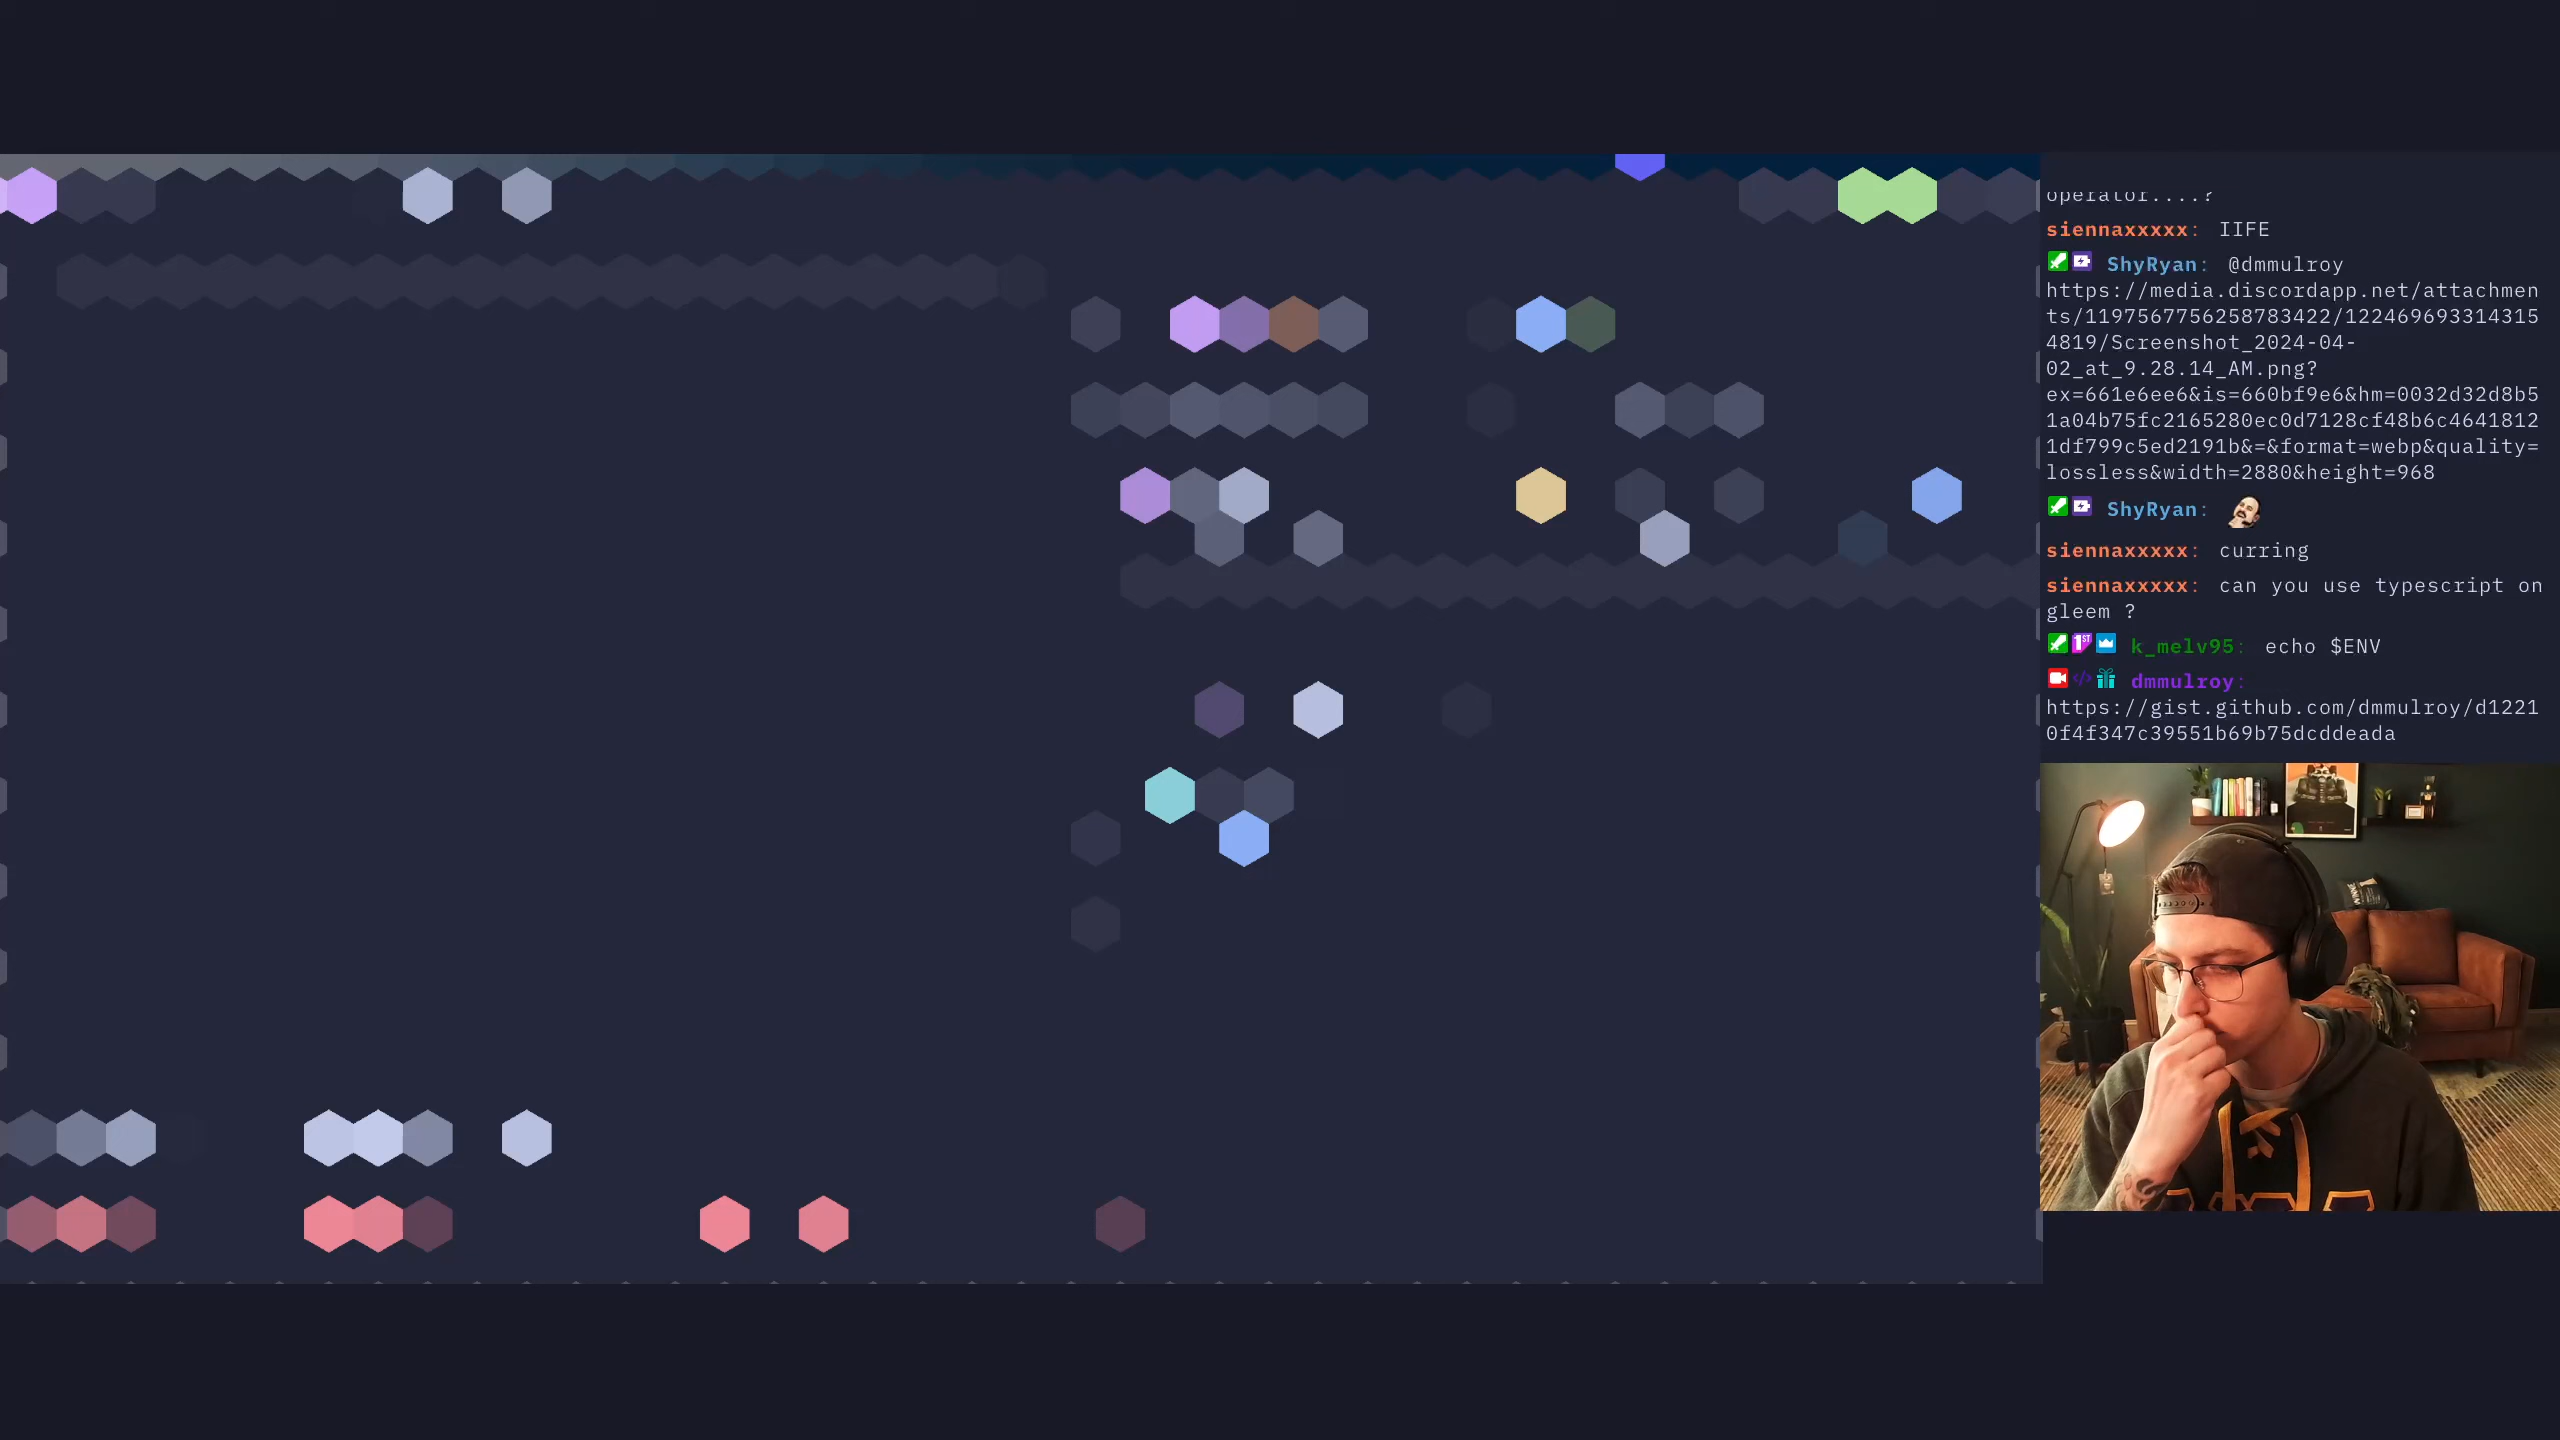 operator....?
siennaxxxxx: IIFE
ShyRyan: @dmmulroy
https://media.discordapp.net/attachmen
ts/1197567756258783422/122469693314315
4819/Screenshot_2024-04-
02_at_9.28.14_AM.png?
ex=661e6ee6&is=660bf9e6&hm=0032d32d8b5
1a04b75fc2165280ec0d7128cf48b6c4641812
1df799c5ed2191b&=&format=webp&quality=
lossless&width=2880&height=968
ShyRyan:
siennaxxxxx: curring
siennaxxxxx: can you use typescript on
gleem ?
k_melv95: echo $ENV
dmmulroy:
https://gist.github.com/dmmulroy/d1221
0f4f347c39551b69b75dcddeada